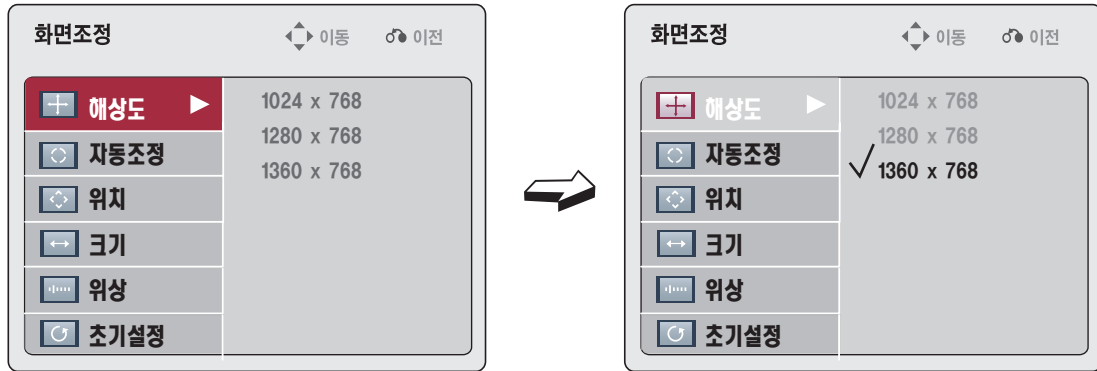 화면조정 이동 이전
해상도
자동조정
위치
크기
위상
초기설정
1024 x 768
1280 x 768
1360 x 768
화면조정 이동 이전
해상도
자동조정
위치
크기
위상
초기설정
1024 x 768
1280 x 768
1360 x 768